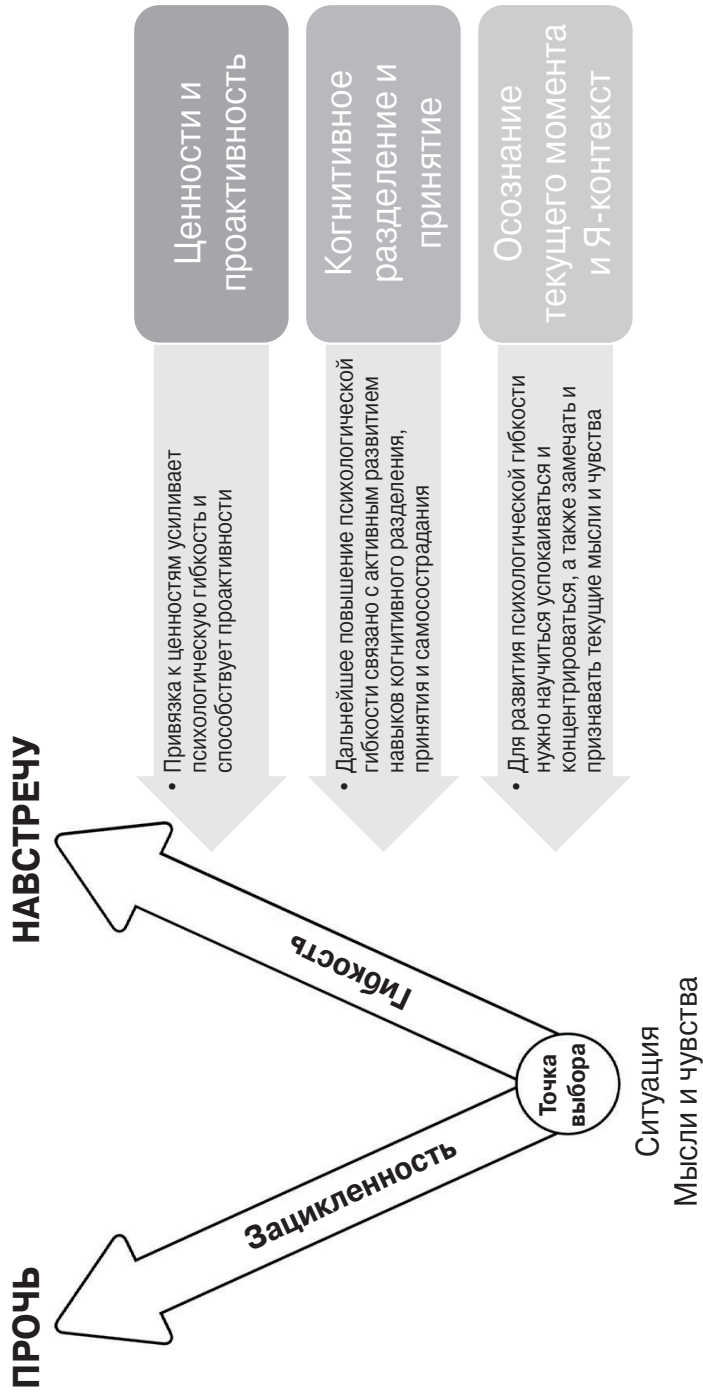 ПРОЧЬ
НАВСТРЕЧУ
Зацикленность
Гибкость
Точка
выбора
Ситуация
Мысли и чувства
• Привязка к ценностям усиливает
психологическую гибкость и
способствует проактивности
Ценности и
проактивность
• Дальнейшее повышение психологической
гибкости связано с активным развитием
навыков когнитивного разделения,
принятия и самосострадания
Когнитивное
разделение и
принятие
• Для развития психологической гибкости
нужно научиться успокаиваться и
концентрироваться, а также замечать и
признавать текущие мысли и чувства
Осознание
текущего момента
и Я-контекст